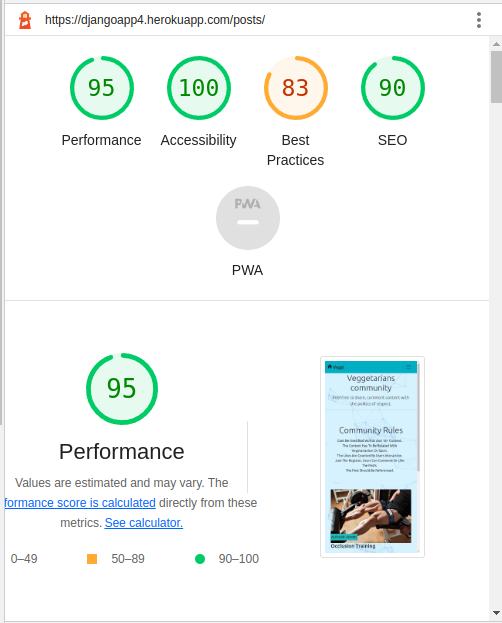 https://djangoapp4.herokuapp.com/posts/
95
100
83
90
Performance
Accessibility
Best
Practices
SEO
PWA
PWA
95
Performance
Values are estimated and may vary. The
formance score is calculated directly from these
metrics. See calculator.
0–49
50–89
90–100
Veggetarians
community
Community Rules
Occlusion Training